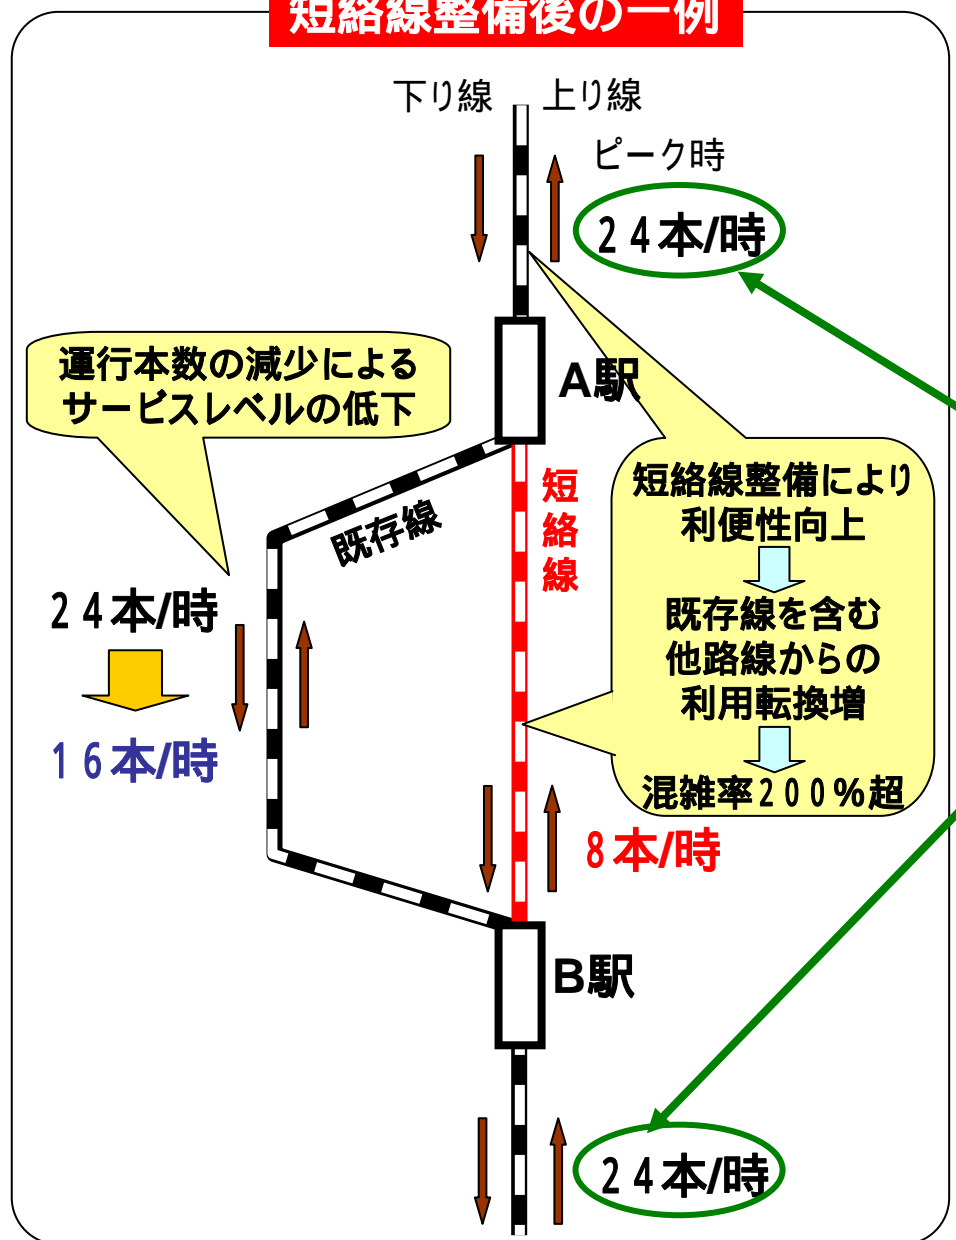 短絡線整備後の一例
下り線
上り線
ピーク時
２４本/時
運行本数の減少による
サービスレベルの低下
A駅
短絡線
既存線
短絡線整備により
利便性向上
既存線を含む
他路線からの
利用転換増
混雑率２００％超
２４本/時
１６本/時
８本/時
B駅
２４本/時